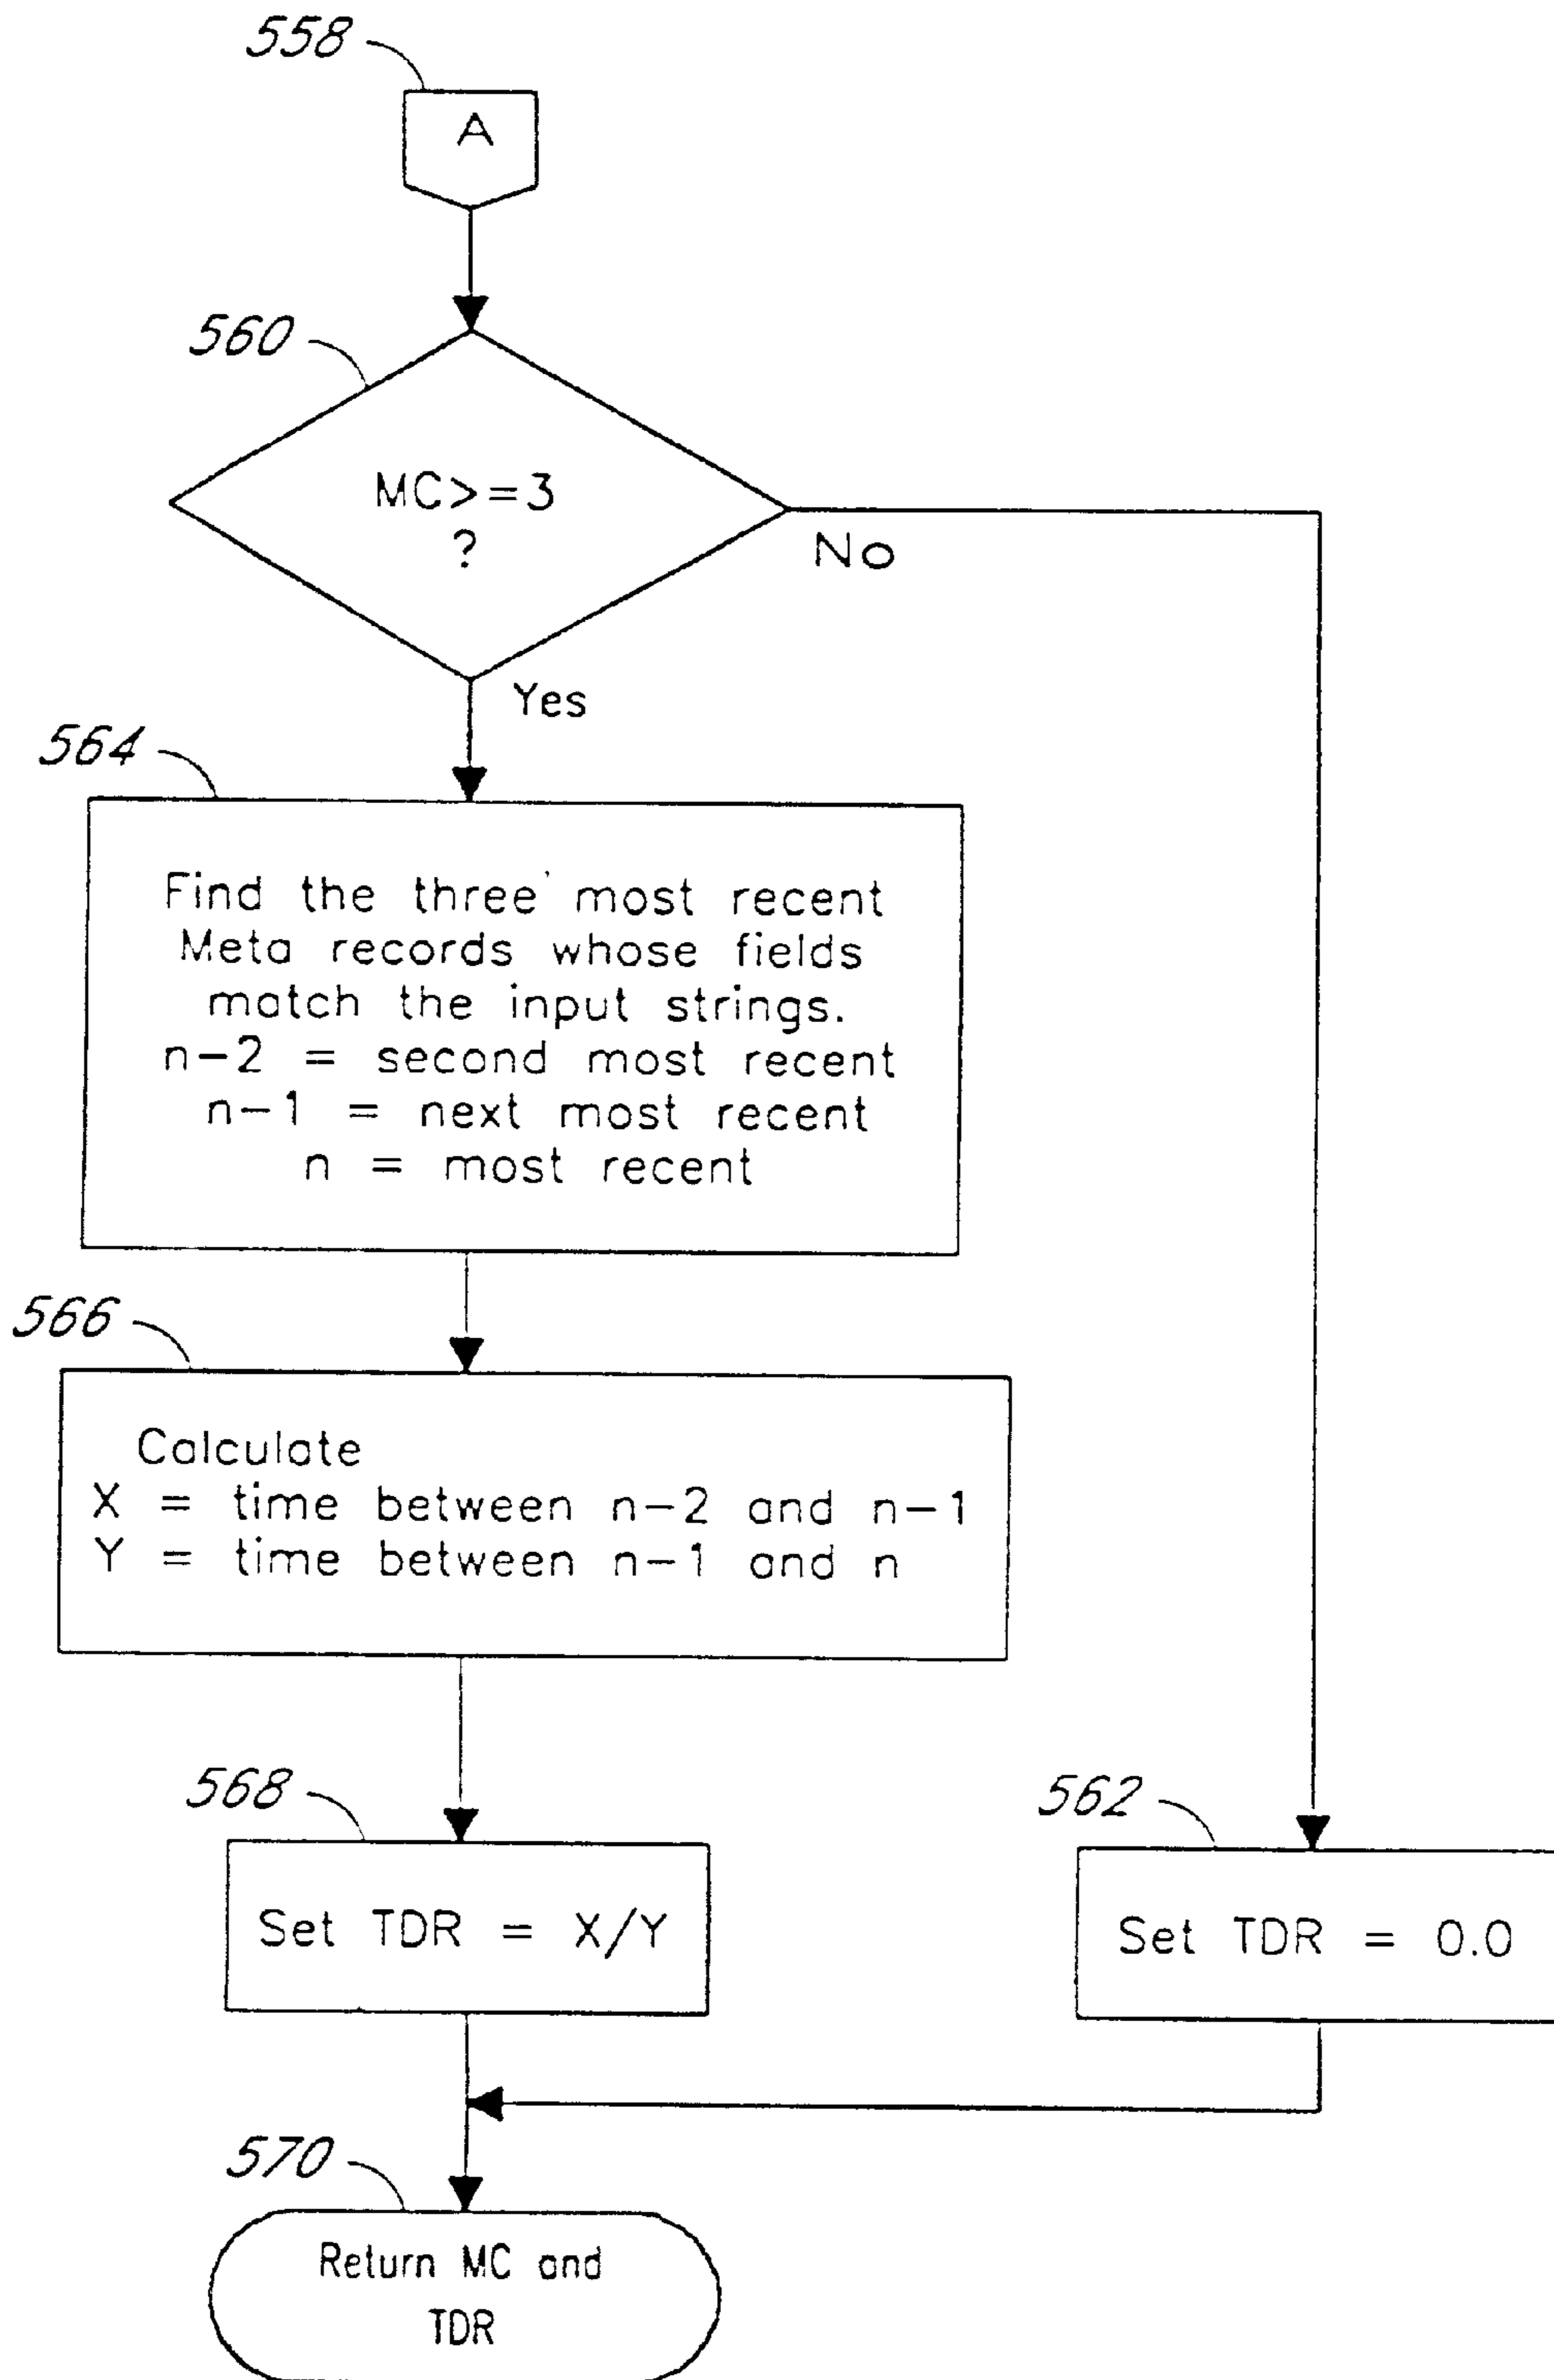 558
A
560
MC>=3
?
No
Yes
564
Find the three most recent
Meta records whose fields
match the input strings.
n-2 = second most recent
n-1 = next most recent
n = most recent
566
Calculate
X = time between n-2 and n-1
Y = time between n-1 and n
568
Set TDR = X/Y
562
Set TDR = 0.0
570
Return MC and
TDR